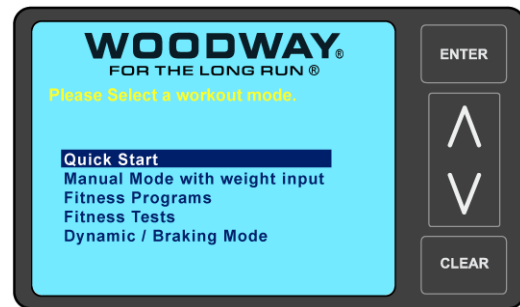 WOODWAY®
FOR THE LONG RUN ®
Please Select a workout mode.
Quick Start
Manual Mode with weight input
Fitness Programs
Fitness Tests
Dynamic / Braking Mode
ENTER
CLEAR